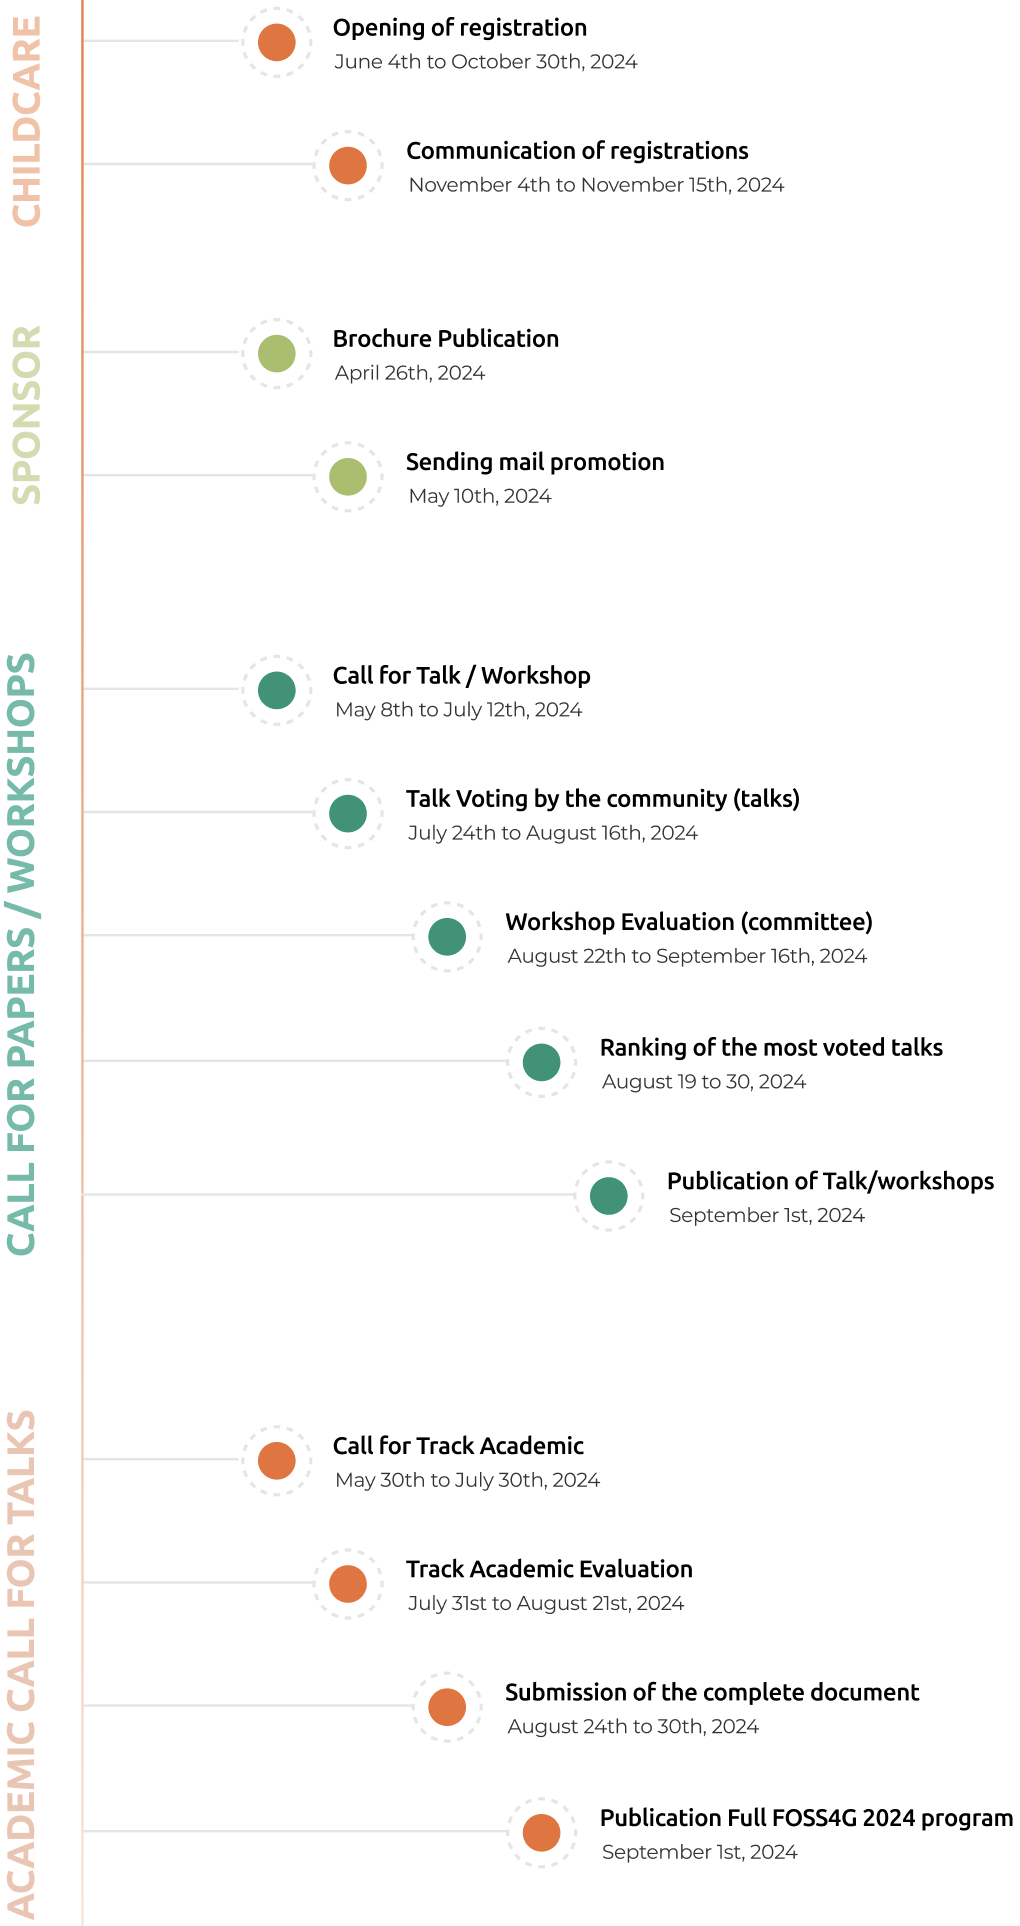 CHILDCARE
Opening of registration
June 4th to October 30th, 2024
Communication of registrations
November 4th to November 15th, 2024
SPONSOR
Brochure Publication
April 26th, 2024
Sending mail promotion
May 10th, 2024
CALL FOR PAPERS / WORKSHOPS
Call for Talk / Workshop
May 8th to July 12th, 2024
Talk Voting by the community (talks)
July 24th to August 16th, 2024
Workshop Evaluation (committee)
August 22th to September 16th, 2024
Ranking of the most voted talks
August 19 to 30, 2024
Publication of Talk/workshops
September 1st, 2024
ACADEMIC CALL FOR TALKS
Call for Track Academic
May 30th to July 30th, 2024
Track Academic Evaluation
July 31st to August 21st, 2024
Submission of the complete document
August 24th to 30th, 2024
Publication Full FOSS4G 2024 program
September 1st, 2024